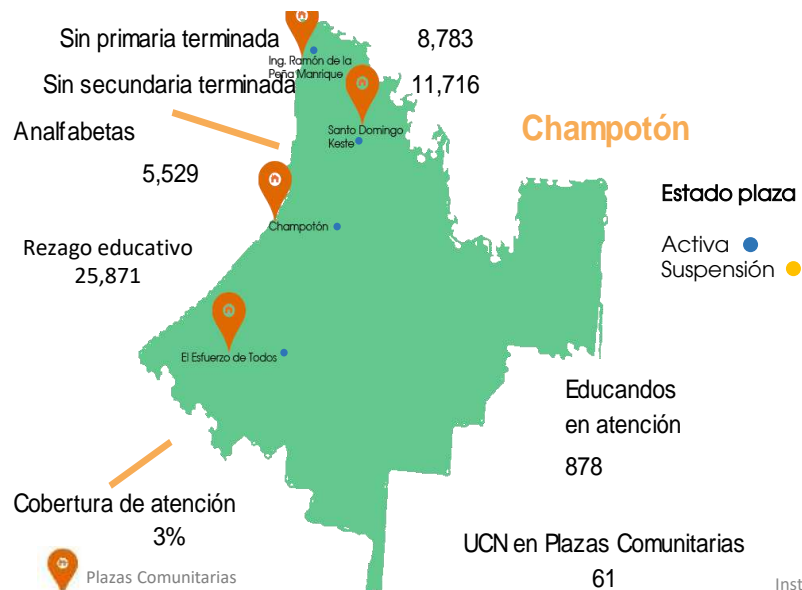 Sin primaria terminada 8,783
Ing. Ramón de la
Peña Manrique
Sin secundaria terminada 11,716
Analfabetas
5,529
Santo Domingo
Keste
Champotón
Estado plaza
Activa
Suspensión
Champotón
Rezago educativo
25,871
El Esfuerzo de Todos
Educandos
en atención
878
Cobertura de atención
3%
UCN en Plazas Comunitarias
61
Plazas Comunitarias
Inst